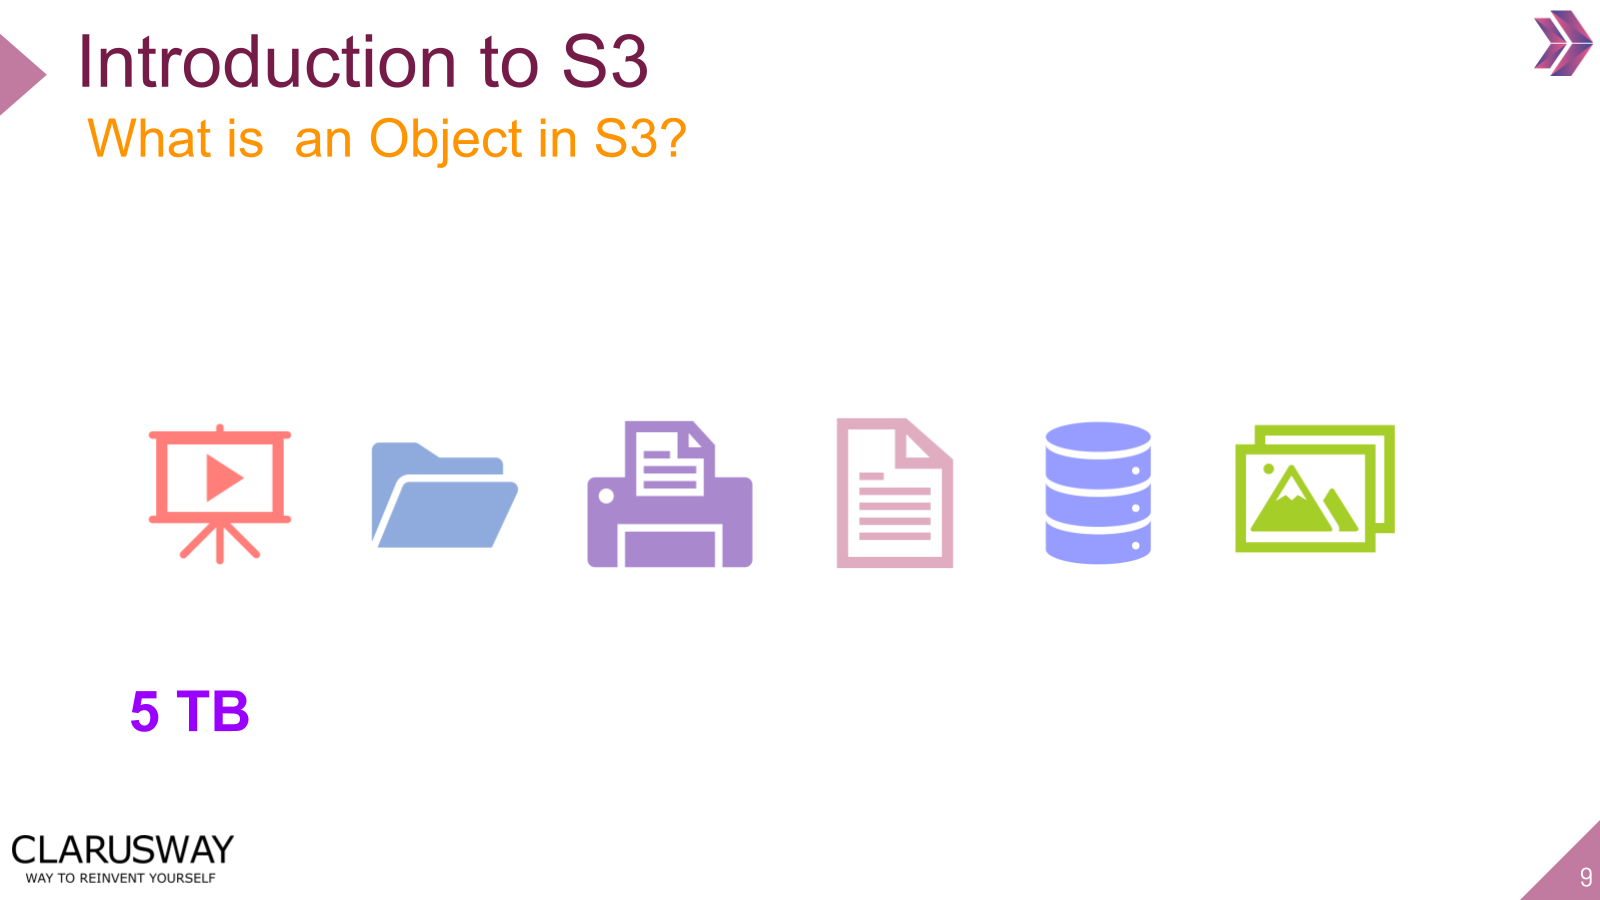 Introduction to S3
What is  an Object in S3?
5 TB
CLARUSWAY
WAY TO REINVENT YOURSELF
9